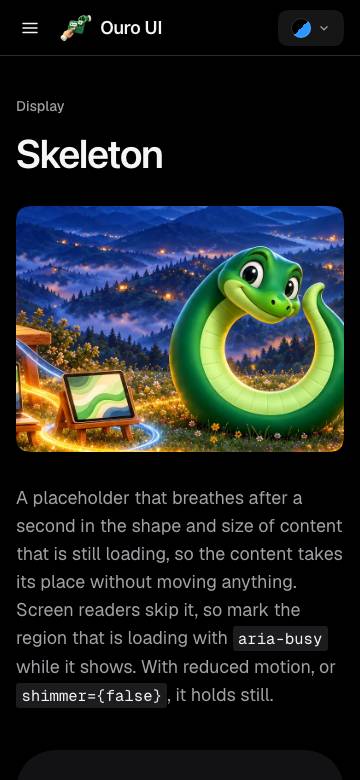 Ouro UI
Display
Skeleton
A placeholder that breathes after a
second in the shape and size of content
that is still loading, so the content takes
its place without moving anything.
Screen readers skip it, so mark the
region that is loading with aria-busy
while it shows. With reduced motion, or
shimmer={false}, it holds still.